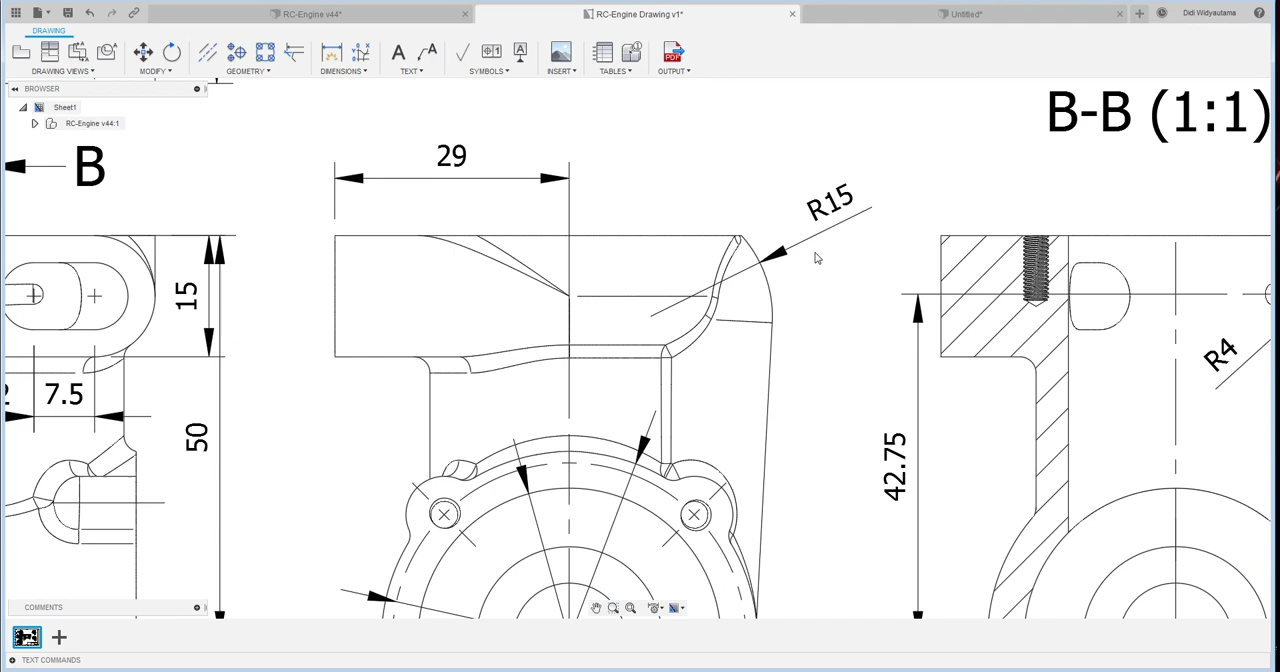 RC-Engine v44*
RC-Engine Drawing v1*
Untitled*
Didi Widyautama
DRAWING
DRAWING VIEWS
MODIFY
GEOMETRY
DIMENSIONS
TEXT
SYMBOLS
INSERT
TABLES
OUTPUT
PDF
BROWSER
Sheet1
RC-Engine v44:1
B-B (1:1)
B
29
R15
15
7.5
50
42.75
R4
COMMENTS
TEXT COMMANDS